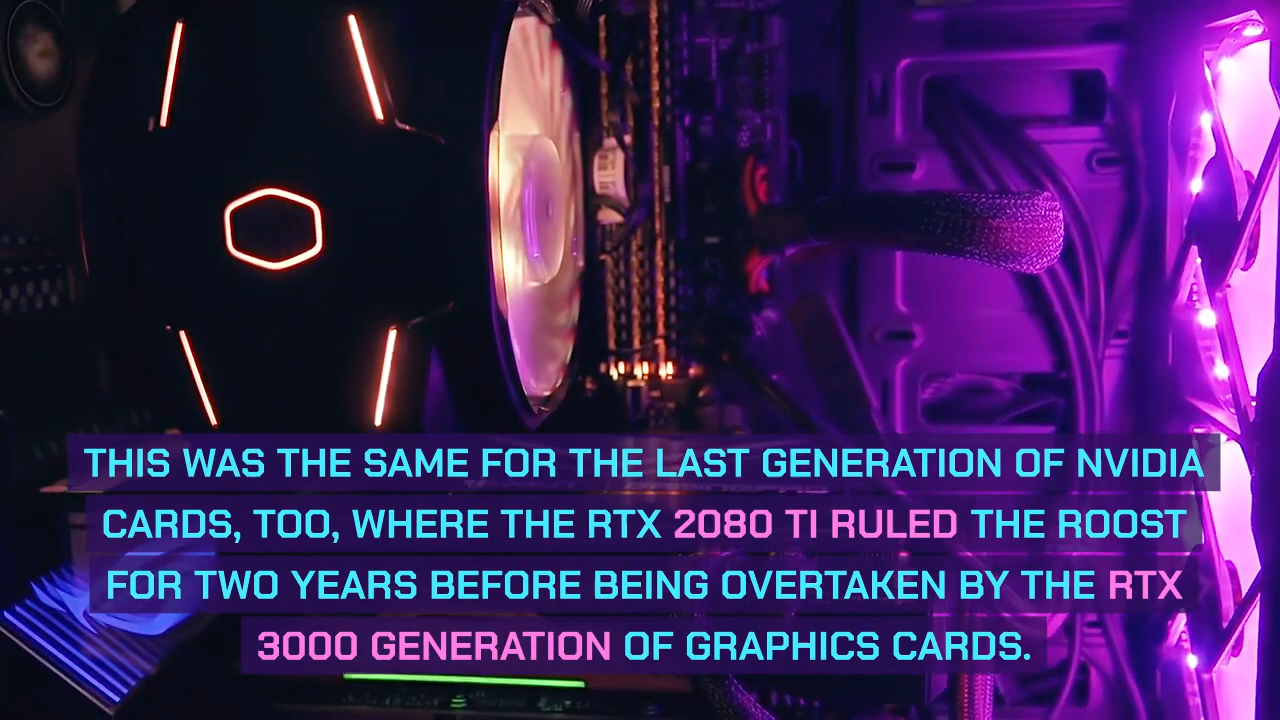 THIS WAS THE SAME FOR THE LAST GENERATION OF NVIDIA
CARDS, TOO, WHERE THE RTX 2080 TI RULED THE ROOST
FOR TWO YEARS BEFORE BEING OVERTAKEN BY THE RTX
3000 GENERATION OF GRAPHICS CARDS.